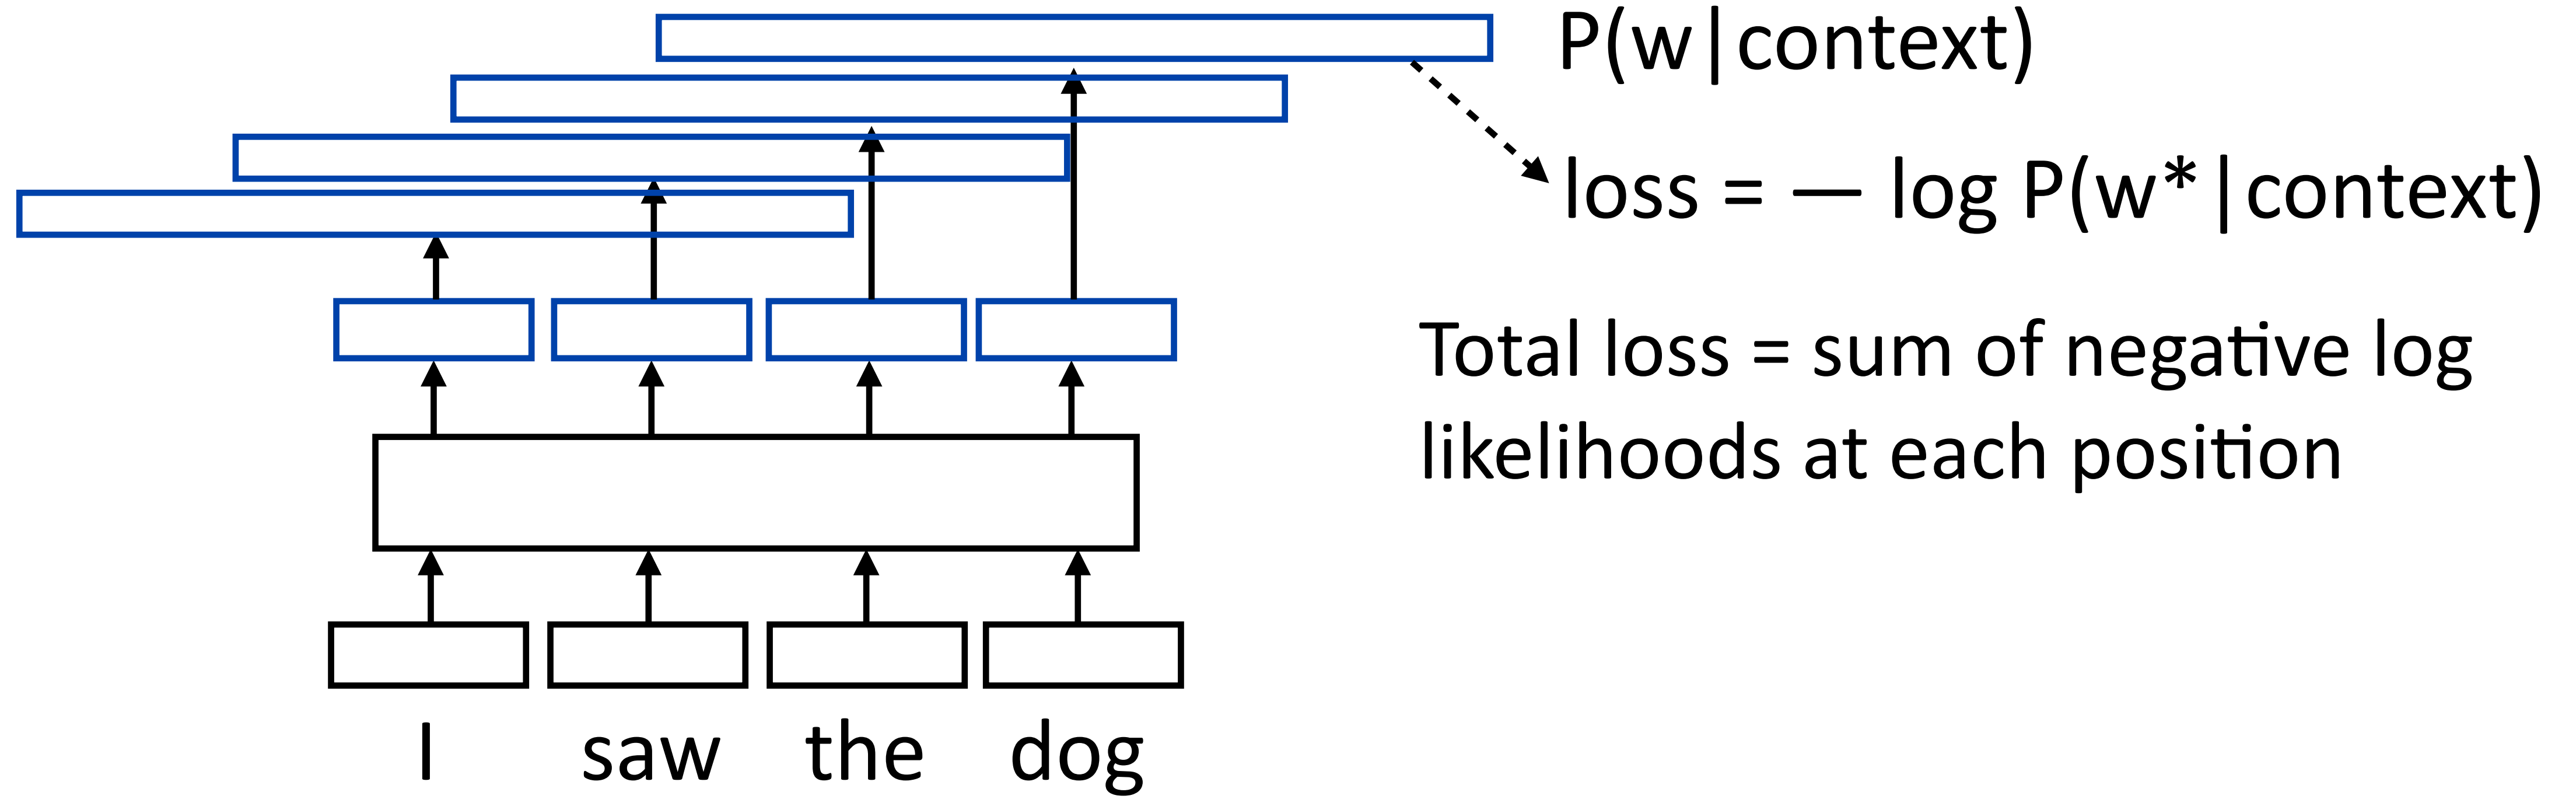 P(w|context)
loss = — log P(w*|context)
Total loss = sum of negative log
likelihoods at each position
I saw the dog